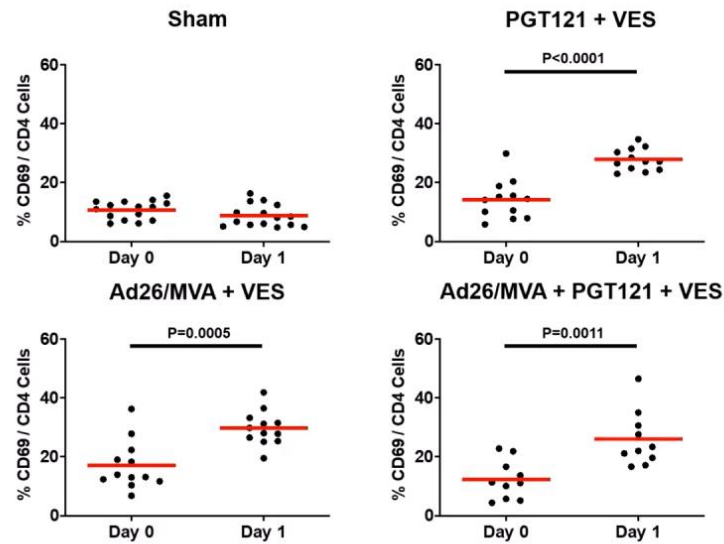 Sham
% CD69 / CD4 Cells
60
40
20
0
Day 0 Day 1
PGT121 + VES
P<0.0001
% CD69 / CD4 Cells
60
40
20
0
Day 0 Day 1
Ad26/MVA + VES
P=0.0005
% CD69 / CD4 Cells
60
40
20
0
Day 0 Day 1
Ad26/MVA + PGT121 + VES
P=0.0011
% CD69 / CD4 Cells
60
40
20
0
Day 0 Day 1